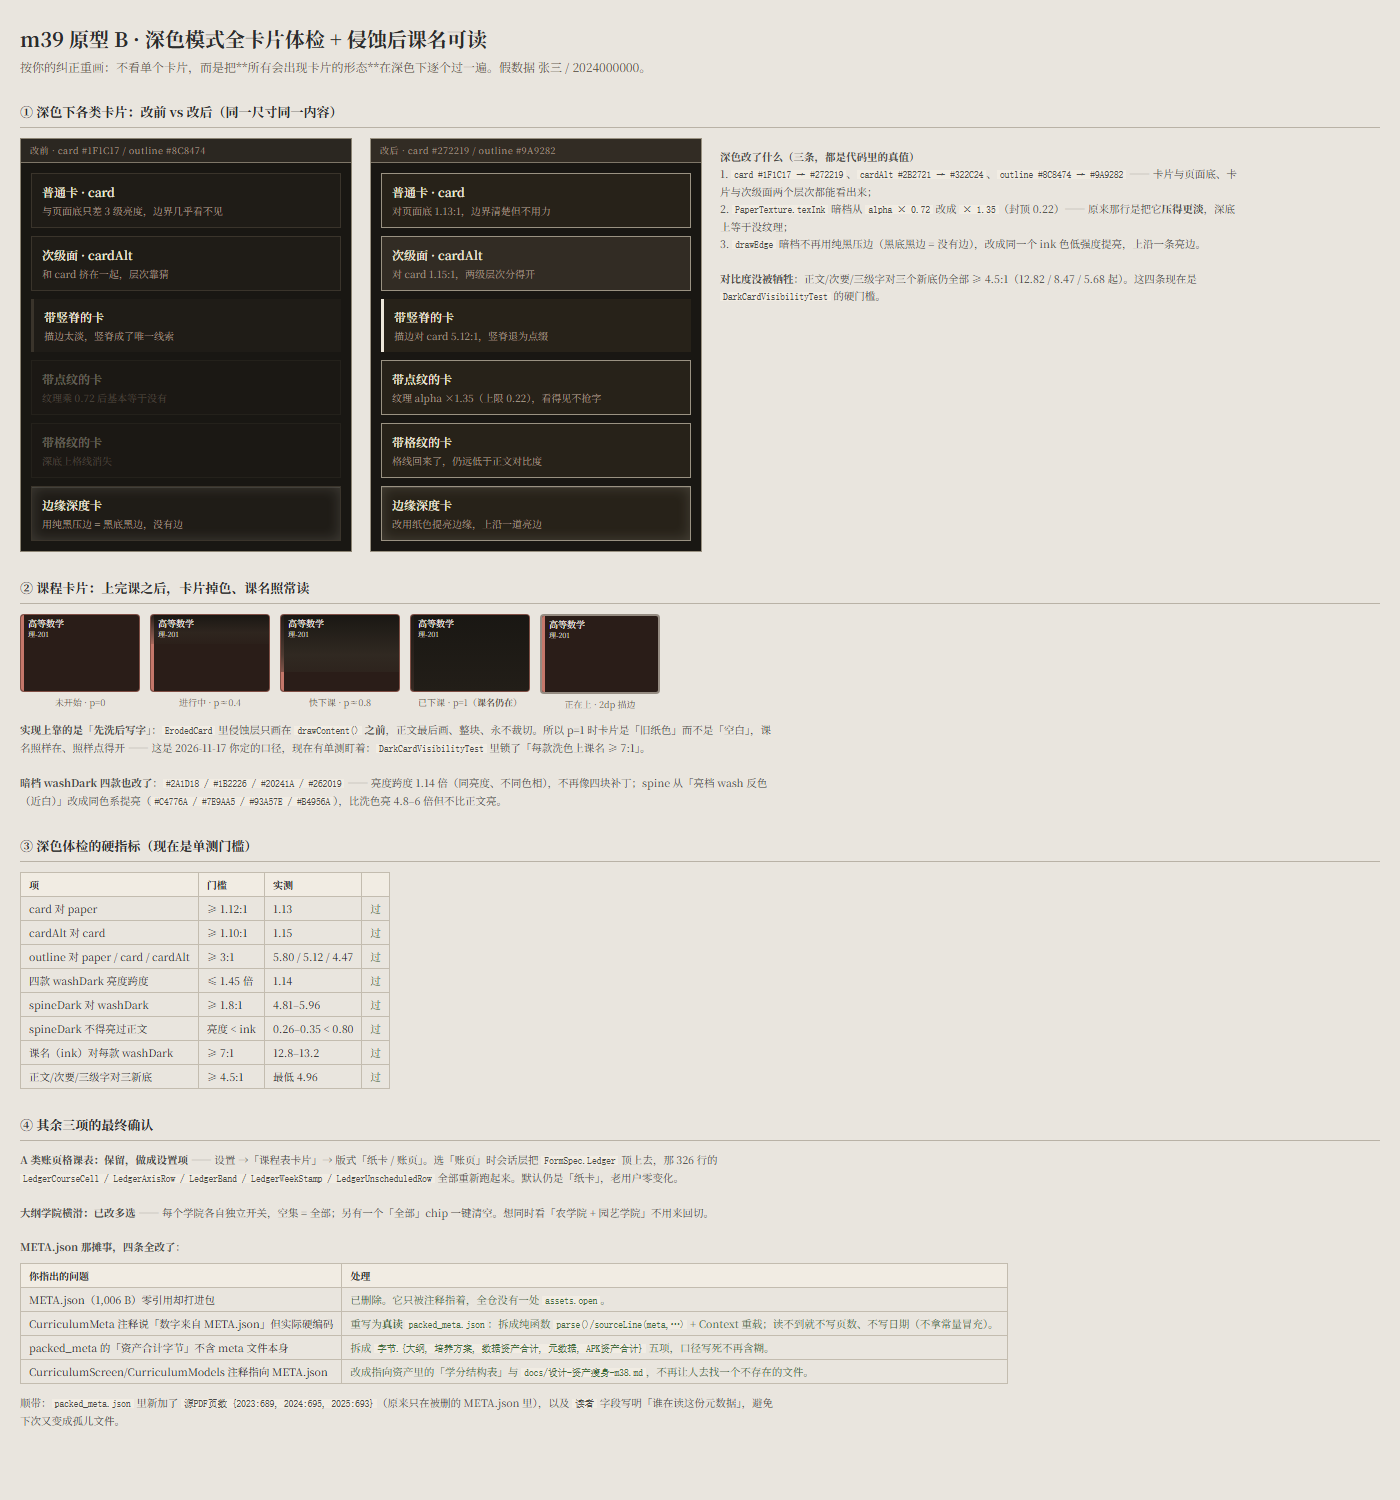 m39 原型 B · 深色模式全卡片体检 + 侵蚀后课名可读
按你的纠正重画：不看单个卡片，而是把**所有会出现卡片的形态**在深色下逐个过一遍。假数据 张三 / 2024000000。
① 深色下各类卡片：改前 vs 改后（同一尺寸同一内容）
改前 · card #1F1C17 / outline #8C8474
普通卡 · card
与页面底只差 3 级亮度，边界几乎看不见
次级面 · cardAlt
和 card 挤在一起，层次靠猜
带竖脊的卡
描边太淡，竖脊成了唯一线索
带点纹的卡
纹理乘 0.72 后基本等于没有
带格纹的卡
深底上格线消失
边缘深度卡
用纯黑压边 = 黑底黑边，没有边
改后 · card #272219 / outline #9A9282
普通卡 · card
对页面底 1.13:1，边界清楚但不用力
次级面 · cardAlt
对 card 1.15:1，两级层次分得开
带竖脊的卡
描边对 card 5.12:1，竖脊退为点缀
带点纹的卡
纹理 alpha ×1.35（上限 0.22），看得见不抢字
带格纹的卡
格线回来了，仍远低于正文对比度
边缘深度卡
改用纸色提亮边缘，上沿一道亮边
深色改了什么（三条，都是代码里的真值）
1. card #1F1C17 → #272219 、 cardAlt #2B2721 → #322C24 、 outline #8C8474 → #9A9282 —— 卡片与页面底、卡
片与次级面两个层次都能看出来；
2. PaperTexture.texInk 暗档从 alpha × 0.72 改成 × 1.35 （封顶 0.22）—— 原来那行是把它压得更淡，深底
上等于没纹理；
3. drawEdge 暗档不再用纯黑压边（黑底黑边 = 没有边），改成同一个 ink 色低强度提亮，上沿一条亮边。
对比度没被牺牲：正文/次要/三级字对三个新底仍全部 ≥ 4.5:1（12.82 / 8.47 / 5.68 起）。这四条现在是
DarkCardVisibilityTest 的硬门槛。
② 课程卡片：上完课之后，卡片掉色、课名照常读
高等数学
理-201
未开始 · p=0
高等数学
理-201
进行中 · p≈0.4
高等数学
理-201
快下课 · p≈0.8
高等数学
理-201
已下课 · p=1（课名仍在）
高等数学
理-201
正在上 · 2dp 描边
实现上靠的是「先洗后写字」： ErodedCard 里侵蚀层只画在 drawContent() 之前，正文最后画、整块、永不裁切。所以 p=1 时卡片是「旧纸色」而不是「空白」，课
名照样在、照样点得开 —— 这是 2026-11-17 你定的口径，现在有单测盯着： DarkCardVisibilityTest 里锁了「每款洗色上课名 ≥ 7:1」。
暗档 washDark 四款也改了： #2A1D18 / #1B2226 / #20241A / #262019 —— 亮度跨度 1.14 倍（同亮度、不同色相），不再像四块补丁；spine 从「亮档 wash 反色
（近白）」改成同色系提亮（ #C4776A / #7E9AA5 / #93A57E / #B4956A ），比洗色亮 4.8–6 倍但不比正文亮。
③ 深色体检的硬指标（现在是单测门槛）
项 门槛 实测
card 对 paper ≥ 1.12:1 1.13 过
cardAlt 对 card ≥ 1.10:1 1.15 过
outline 对 paper / card / cardAlt ≥ 3:1 5.80 / 5.12 / 4.47 过
四款 washDark 亮度跨度 ≤ 1.45 倍 1.14 过
spineDark 对 washDark ≥ 1.8:1 4.81–5.96 过
spineDark 不得亮过正文 亮度 < ink 0.26–0.35 < 0.80 过
课名（ink）对每款 washDark ≥ 7:1 12.8–13.2 过
正文/次要/三级字对三新底 ≥ 4.5:1 最低 4.96 过
④ 其余三项的最终确认
A 类账页格课表：保留，做成设置项 —— 设置 →「课程表卡片」→ 版式「纸卡 / 账页」。选「账页」时会话层把 FormSpec.Ledger 顶上去，那 326 行的
LedgerCourseCell / LedgerAxisRow / LedgerBand / LedgerWeekStamp / LedgerUnscheduledRow 全部重新跑起来。默认仍是「纸卡」，老用户零变化。
大纲学院横滑：已改多选 —— 每个学院各自独立开关，空集 = 全部；另有一个「全部」chip 一键清空。想同时看「农学院 + 园艺学院」不用来回切。
META.json 那摊事，四条全改了：
你指出的问题 处理
META.json（1,006 B）零引用却打进包 已删除。它只被注释指着，全仓没有一处 assets.open 。
CurriculumMeta 注释说「数字来自 META.json」但实际硬编码 重写为真读 packed_meta.json ：拆成纯函数 parse()/sourceLine(meta,…) + Context 重载；读不到就不写页数、不写日期（不拿常量冒充）。
packed_meta 的「资产合计字节」不含 meta 文件本身 拆成 字节.{大纲, 培养方案, 数据资产合计, 元数据, APK资产合计} 五项，口径写死不再含糊。
CurriculumScreen/CurriculumModels 注释指向 META.json 改成指向资产里的「学分结构表」与 docs/设计-资产瘦身-m38.md ，不再让人去找一个不存在的文件。
顺带： packed_meta.json 里新加了 源PDF页数 {2023:689, 2024:695, 2025:693} （原来只在被删的 META.json 里），以及 读者 字段写明「谁在读这份元数据」，避免
下次又变成孤儿文件。